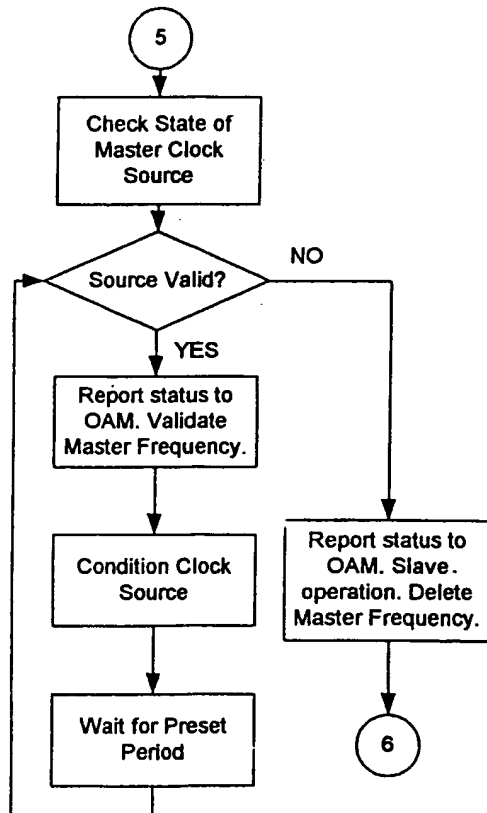 5
Check State of
Master Clock
Source
Source Valid?
NO
YES
Report status to
OAM. Validate
Master Frequency.
Condition Clock
Source
Report status to
OAM. Slave.
operation. Delete
Master Frequency.
Wait for Preset
Period
6